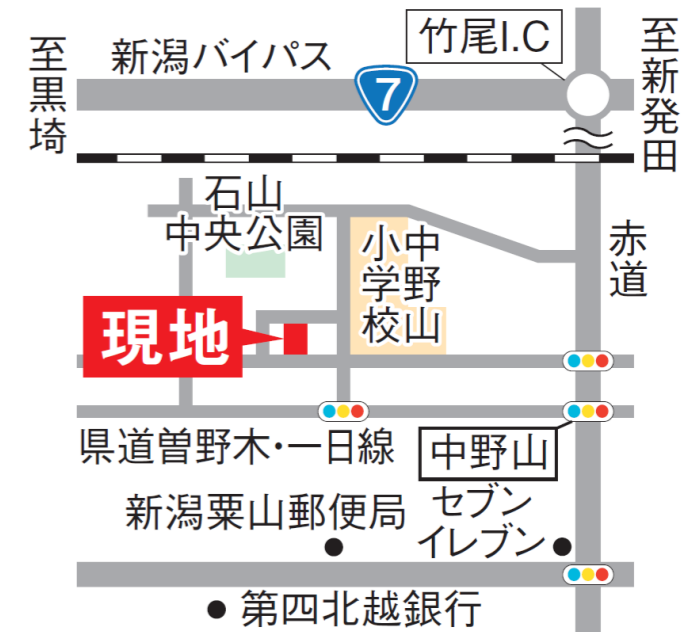 竹尾I.C
至新発田
至黒埼
新潟バイパス
7
石山
中央公園
中野山
小学校
赤道
現地
県道曽野木・一日線
中野山
新潟粟山郵便局
セブン
イレブン
第四北越銀行